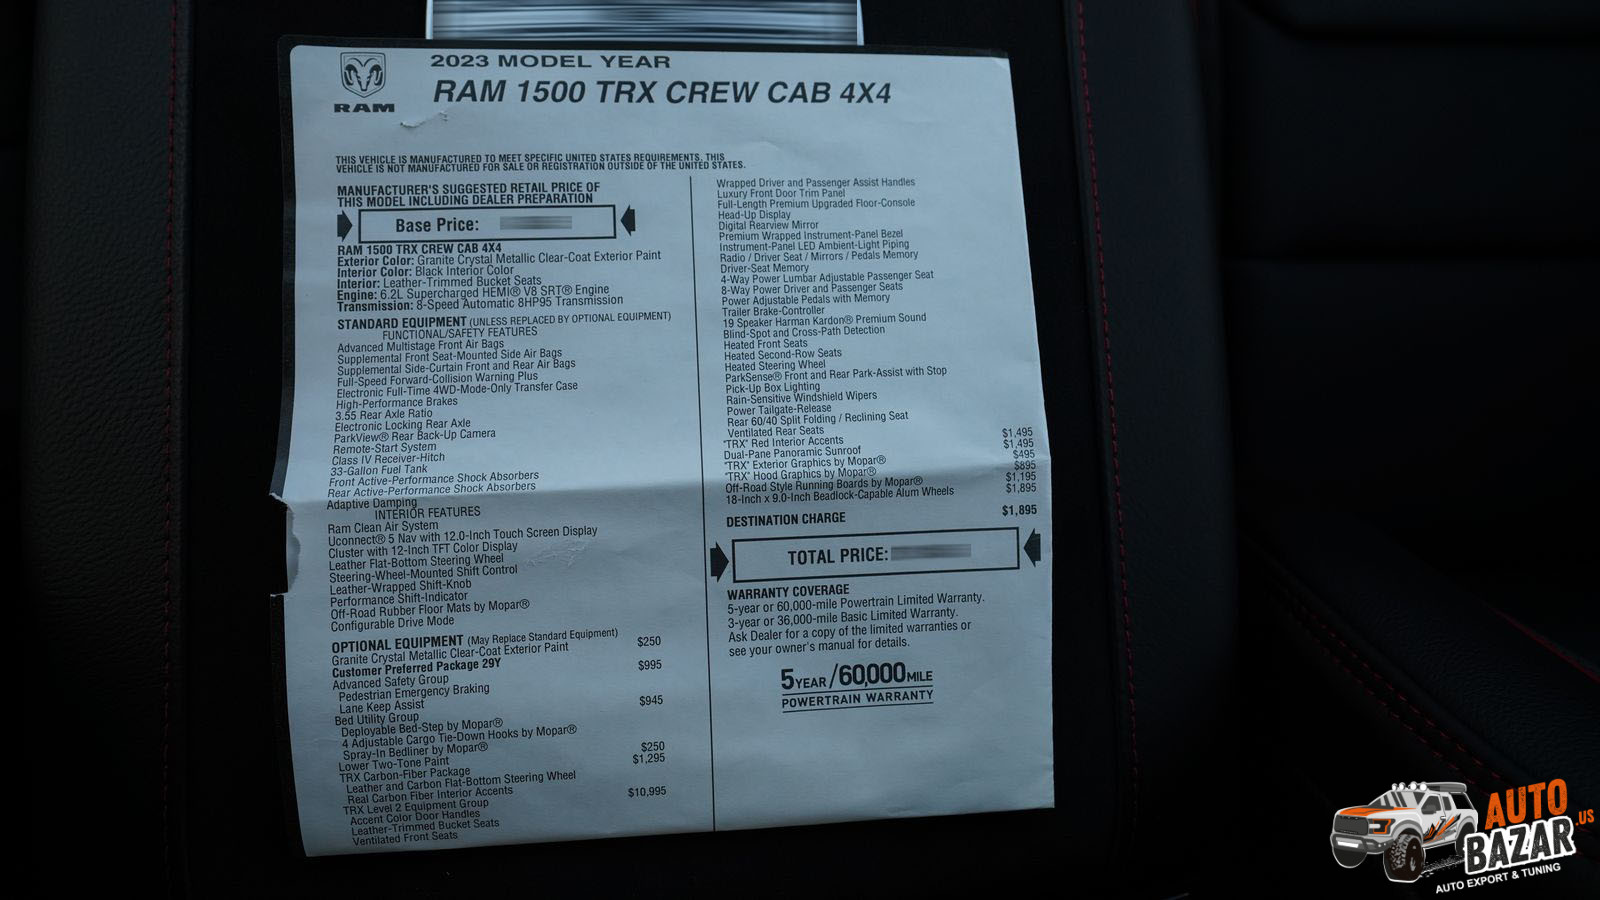 RAM
2023 MODEL YEAR
RAM 1500 TRX CREW CAB 4X4
THIS VEHICLE IS MANUFACTURED TO MEET SPECIFIC UNITED STATES REQUIREMENTS. THIS
VEHICLE IS NOT MANUFACTURED FOR SALE OR REGISTRATION OUTSIDE OF THE UNITED STATES.
MANUFACTURER'S SUGGESTED RETAIL PRICE OF
THIS MODEL INCLUDING DEALER PREPARATION
Base Price:
RAM 1500 TRX CREW CAB 4X4
Exterior Color: Granite Crystal Metallic Clear-Coat Exterior Paint
Interior Color: Black Interior Color
Interior: Leather-Trimmed Bucket Seats
Engine: 6.2L Supercharged HEMI® V8 SRT® Engine
Transmission: 8-Speed Automatic 8HP95 Transmission
STANDARD EQUIPMENT (UNLESS REPLACED BY OPTIONAL EQUIPMENT)
FUNCTIONAL/SAFETY FEATURES
Advanced Multistage Front Air Bags
Supplemental Front Seat-Mounted Side Air Bags
Supplemental Side-Curtain Front and Rear Air Bags
Full-Speed Forward-Collision Warning Plus
Electronic Full-Time 4WD-Mode-Only Transfer Case
High-Performance Brakes
3.55 Rear Axle Ratio
Electronic Locking Rear Axle
ParkView® Rear Back-Up Camera
Remote-Start System
Class IV Receiver-Hitch
33-Gallon Fuel Tank
Front Active-Performance Shock Absorbers
Rear Active-Performance Shock Absorbers
Adaptive Damping
INTERIOR FEATURES
Ram Clean Air System
Uconnect® 5 Nav with 12.0-Inch Touch Screen Display
Cluster with 12-Inch TFT Color Display
Leather Flat-Bottom Steering Wheel
Steering-Wheel-Mounted Shift Control
Leather-Wrapped Shift-Knob
Performance Shift-Indicator
Off-Road Rubber Floor Mats by Mopar®
Configurable Drive Mode
OPTIONAL EQUIPMENT (May Replace Standard Equipment)
Granite Crystal Metallic Clear-Coat Exterior Paint $250
Customer Preferred Package 29Y
Advanced Safety Group $995
Pedestrian Emergency Braking
Lane Keep Assist
Bed Utility Group $945
Deployable Bed-Step by Mopar®
4 Adjustable Cargo Tie-Down Hooks by Mopar®
Spray-In Bedliner by Mopar®
Lower Two-Tone Paint $250
TRX Carbon-Fiber Package $1,295
Leather and Carbon Flat-Bottom Steering Wheel
Real Carbon Fiber Interior Accents
TRX Level 2 Equipment Group $10,995
Accent Color Door Handles
Leather-Trimmed Bucket Seats
Ventilated Front Seats
Wrapped Driver and Passenger Assist Handles
Luxury Front Door Trim Panel
Full-Length Premium Upgraded Floor-Console
Head-Up Display
Digital Rearview Mirror
Premium Wrapped Instrument-Panel Bezel
Instrument-Panel LED Ambient-Light Piping
Radio / Driver Seat / Mirrors / Pedals Memory
Driver-Seat Memory
4-Way Power Lumbar Adjustable Passenger Seat
8-Way Power Driver and Passenger Seats
Power Adjustable Pedals with Memory
Trailer Brake-Controller
19 Speaker Harman Kardon® Premium Sound
Blind-Spot and Cross-Path Detection
Heated Front Seats
Heated Second-Row Seats
Heated Steering Wheel
ParkSense® Front and Rear Park-Assist with Stop
Pick-Up Box Lighting
Rain-Sensitive Windshield Wipers
Power Tailgate-Release
Rear 60/40 Split Folding / Reclining Seat
Ventilated Rear Seats
"TRX" Red Interior Accents $1,495
Dual-Pane Panoramic Sunroof $1,495
"TRX" Exterior Graphics by Mopar® $495
"TRX" Hood Graphics by Mopar® $895
Off-Road Style Running Boards by Mopar® $1,195
18-Inch x 9.0-Inch Beadlock-Capable Alum Wheels $1,895
DESTINATION CHARGE $1,895
TOTAL PRICE:
WARRANTY COVERAGE
5-year or 60,000-mile Powertrain Limited Warranty.
3-year or 36,000-mile Basic Limited Warranty.
Ask Dealer for a copy of the limited warranties or
see your owner's manual for details.
5 YEAR / 60,000 MILE
POWERTRAIN WARRANTY
AUTO
BAZAR.US
AUTO EXPORT & TUNING